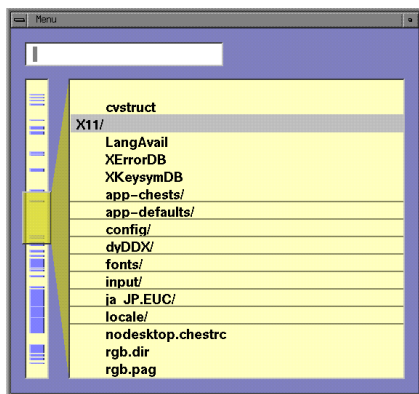 Menu
cvstruct
X11/
LangAvail
XErrorDB
XKeysymDB
app-chests/
app-defaults/
config/
dyDDX/
fonts/
input/
ja_JP.EUC/
locale/
nodesktop.chestrc
rgb.dir
rgb.pag